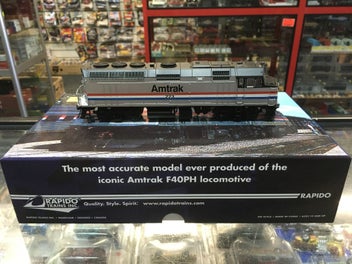 Amtrak
The most accurate model ever produced of the
iconic Amtrak F40PH locomotive
RAPIDO
TRAINS INC.
Quality. Style. Spirit. www.rapidotrains.com
RAPIDO